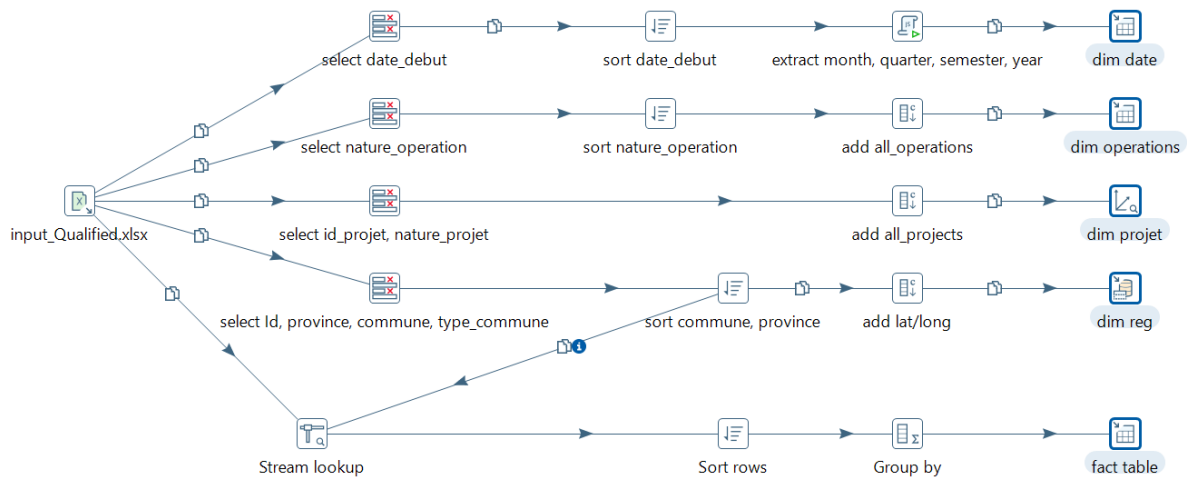 select date_debut
sort date_debut
extract month, quarter, semester, year
dim date
select nature_operation
sort nature_operation
add all_operations
dim operations
input_Qualified.xlsx
select id_projet, nature_projet
add all_projects
dim projet
select Id, province, commune, type_commune
sort commune, province
add lat/long
dim reg
Stream lookup
Sort rows
Group by
fact table